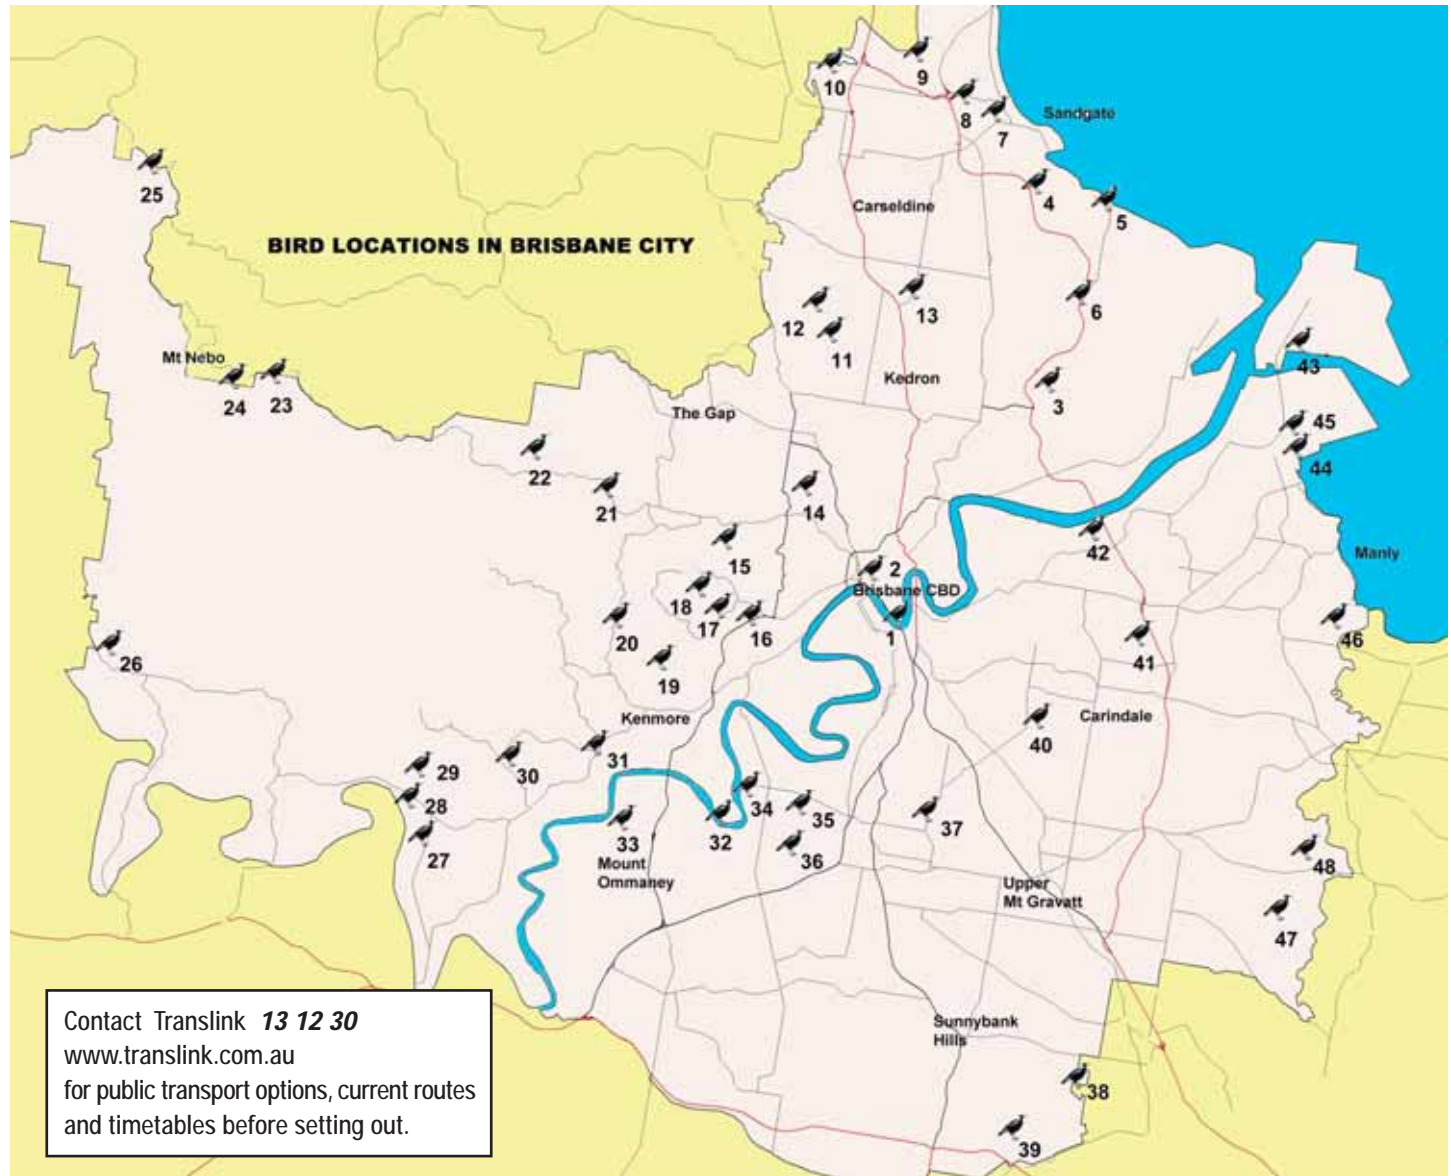 9
10
8
Sandgate
7
25
4
Carseldine
5
BIRD LOCATIONS IN BRISBANE CITY
6
12
13
11
Mt Nebo
43
Kedron
24
23
3
The Gap
45
44
22
21
14
42
15
2
Manly
Brisbane CBD
18
17
16
20
1
46
26
41
19
Kenmore
Carindale
40
31
29
30
28
34
35
37
27
33
32
36
Mount
Ommaney
48
Upper
Mt Gravatt
47
Sunnybank
Hills
Contact Translink 13 12 30
www.translink.com.au
for public transport options, current routes
and timetables before setting out.
38
39